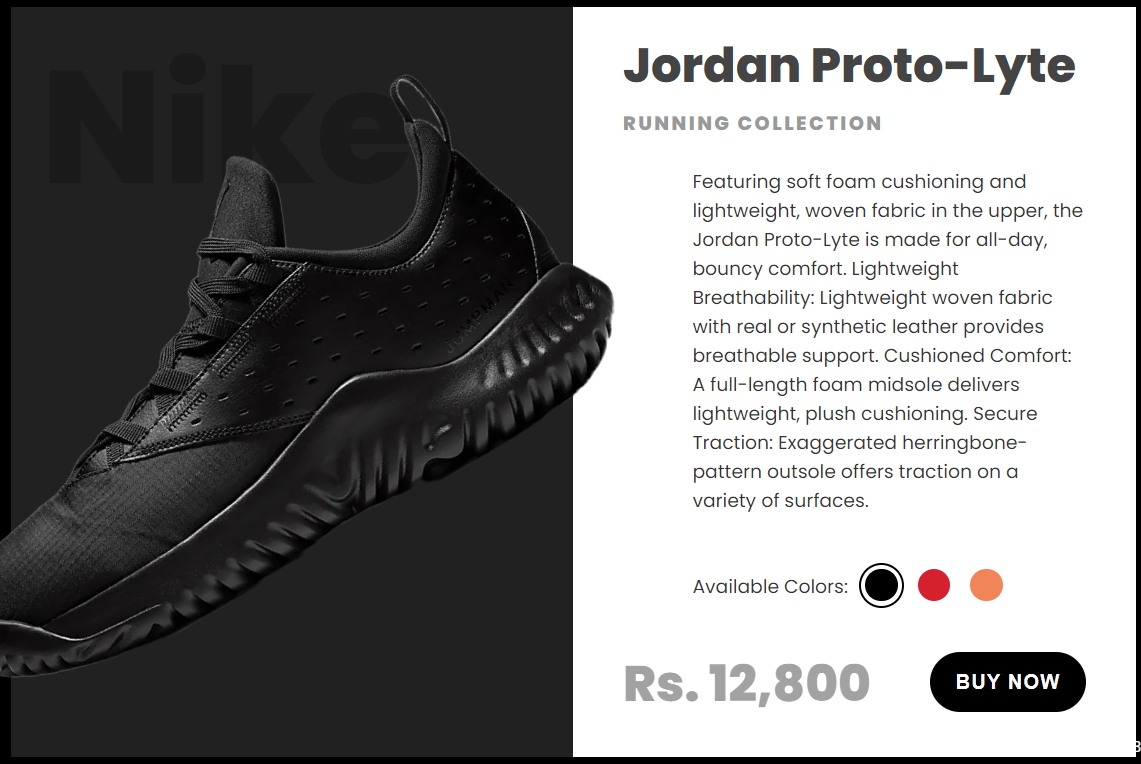 Nike
Jordan Proto-Lyte
RUNNING COLLECTION
Featuring soft foam cushioning and
lightweight, woven fabric in the upper, the
Jordan Proto-Lyte is made for all-day,
bouncy comfort. Lightweight
Breathability: Lightweight woven fabric
with real or synthetic leather provides
breathable support. Cushioned Comfort:
A full-length foam midsole delivers
lightweight, plush cushioning. Secure
Traction: Exaggerated herringbone-
pattern outsole offers traction on a
variety of surfaces.
JUMPMAN
Available Colors:
Rs. 12,800
BUY NOW